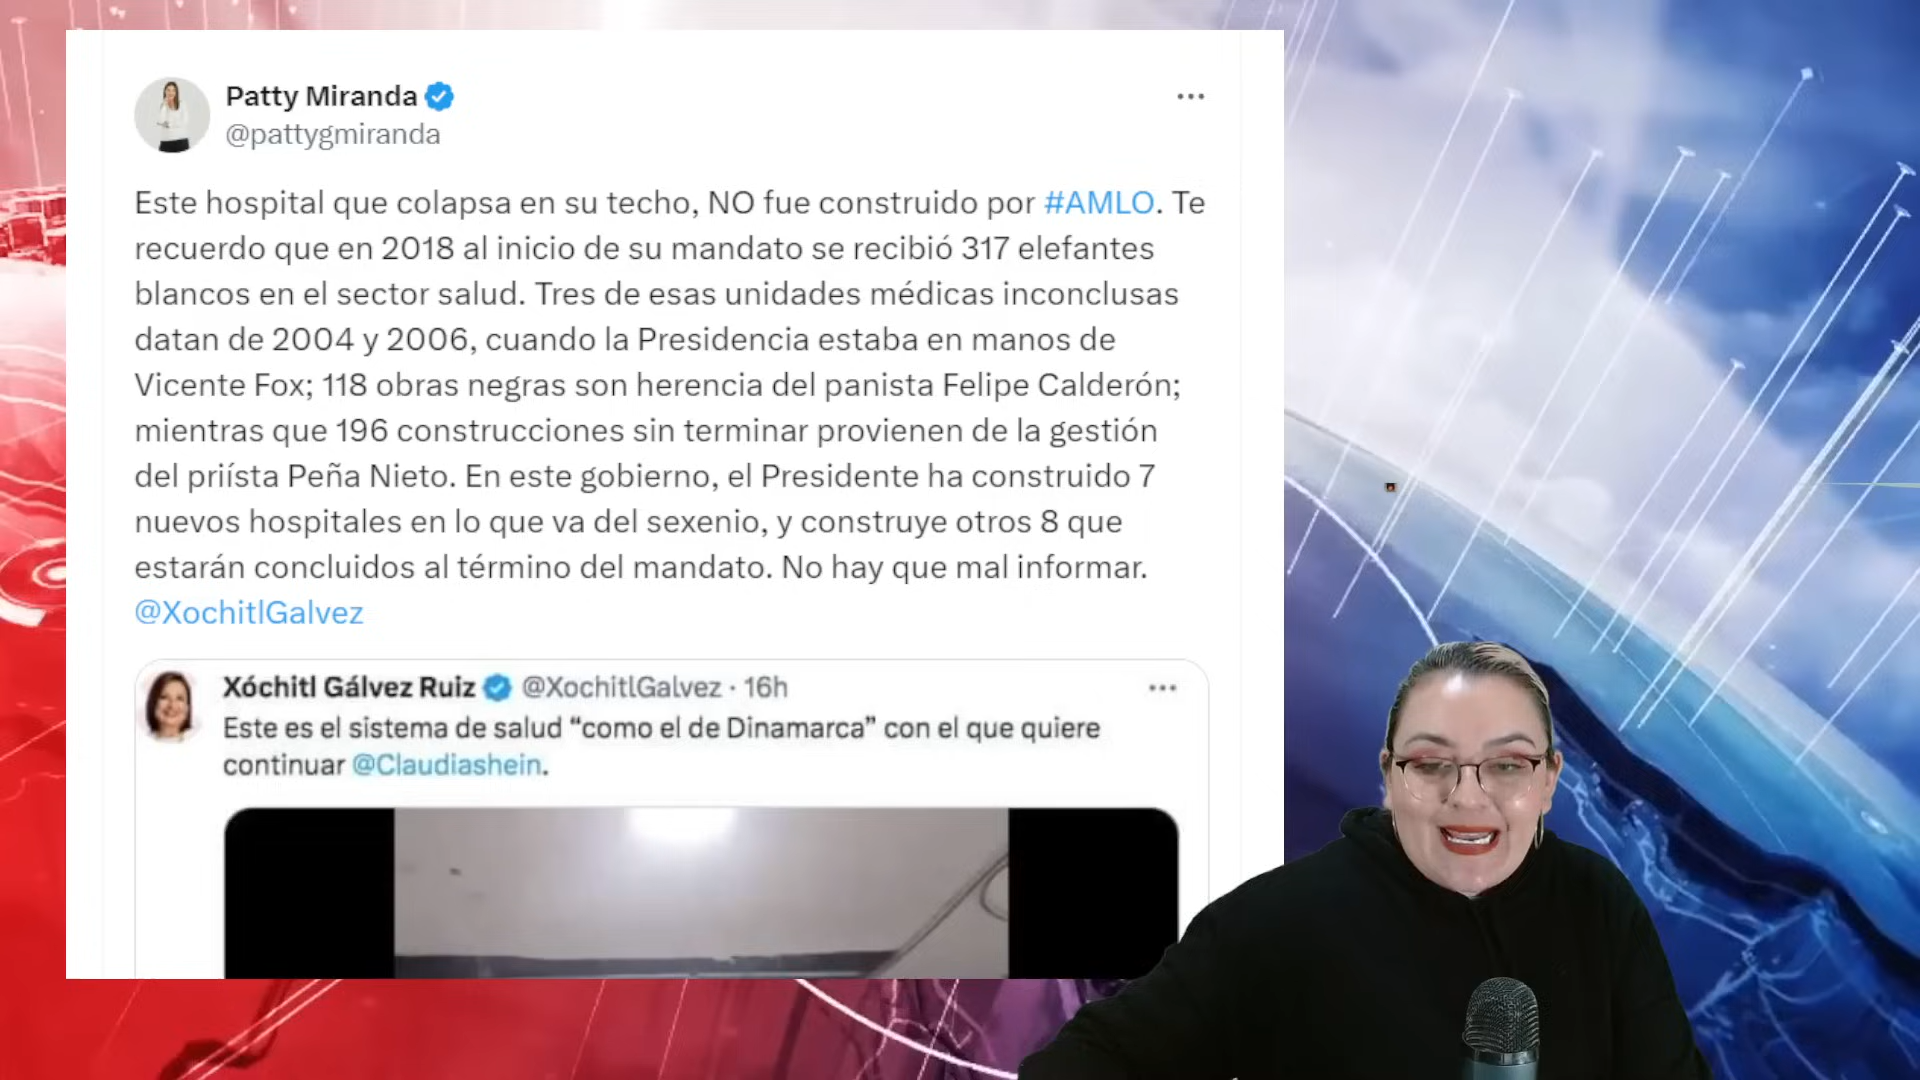 Patty Miranda
@pattygmiranda
Este hospital que colapsa en su techo, NO fue construido por #AMLO. Te
recuerdo que en 2018 al inicio de su mandato se recibió 317 elefantes
blancos en el sector salud. Tres de esas unidades médicas inconclusas
datan de 2004 y 2006, cuando la Presidencia estaba en manos de
Vicente Fox; 118 obras negras son herencia del panista Felipe Calderón;
mientras que 196 construcciones sin terminar provienen de la gestión
del priísta Peña Nieto. En este gobierno, el Presidente ha construido 7
nuevos hospitales en lo que va del sexenio, y construye otros 8 que
estarán concluidos al término del mandato. No hay que mal informar.
@XochitlGalvez
Xóchitl Gálvez Ruiz @XochitlGalvez · 16h
Este es el sistema de salud “como el de Dinamarca” con el que quiere
continuar @Claudiashein.